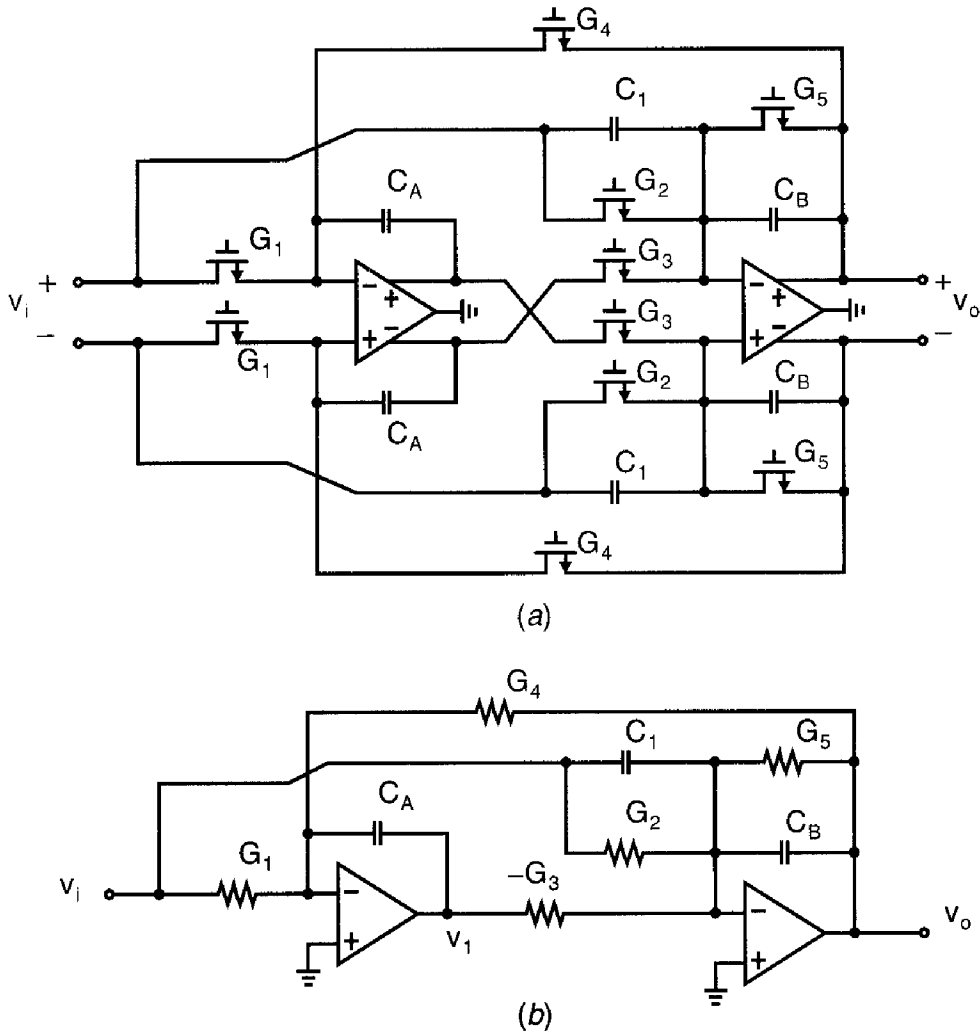 G4
C1
G5
CA
G2
CB
G1
G3
+
vi
−
− +
+ −
− +
+ −
+
vo
−
G3
G1
G2
CB
CA
C1
G5
G4
(a)
G4
C1
G5
CA
G2
CB
G1
vi
−G3
−
+
v1
−
+
vo
(b)